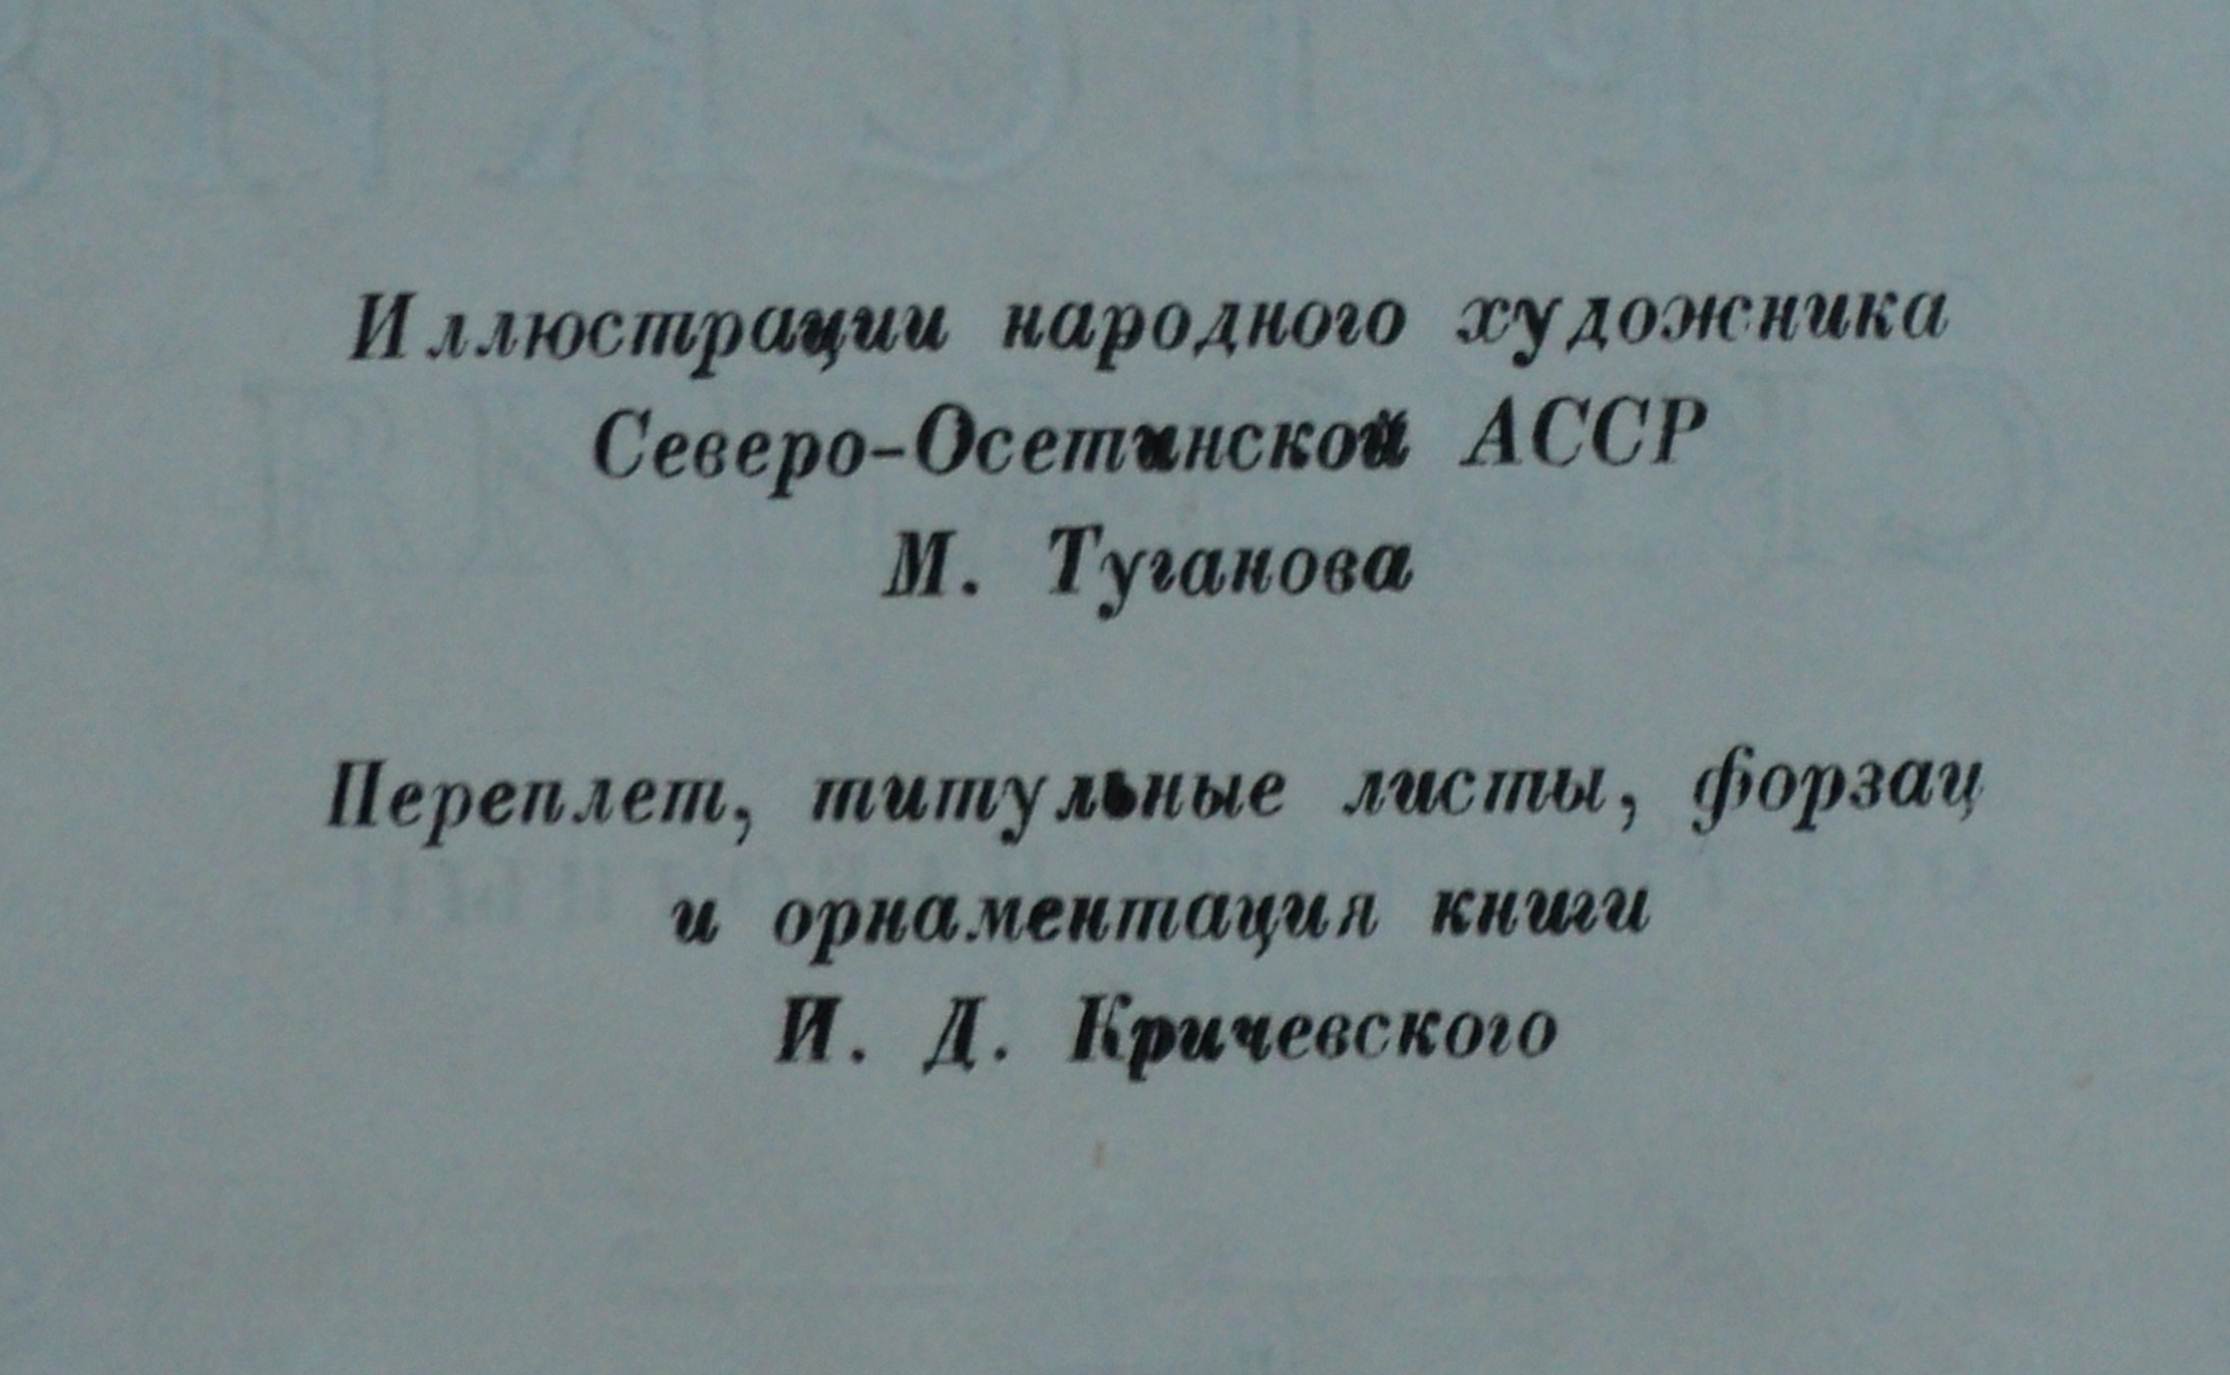 Иллюстрации народного художника
Северо-Осетинской АССР
М. Туганова
Переплет, титульные листы, форзац
и орнаментация книги
И. Д. Кричевского